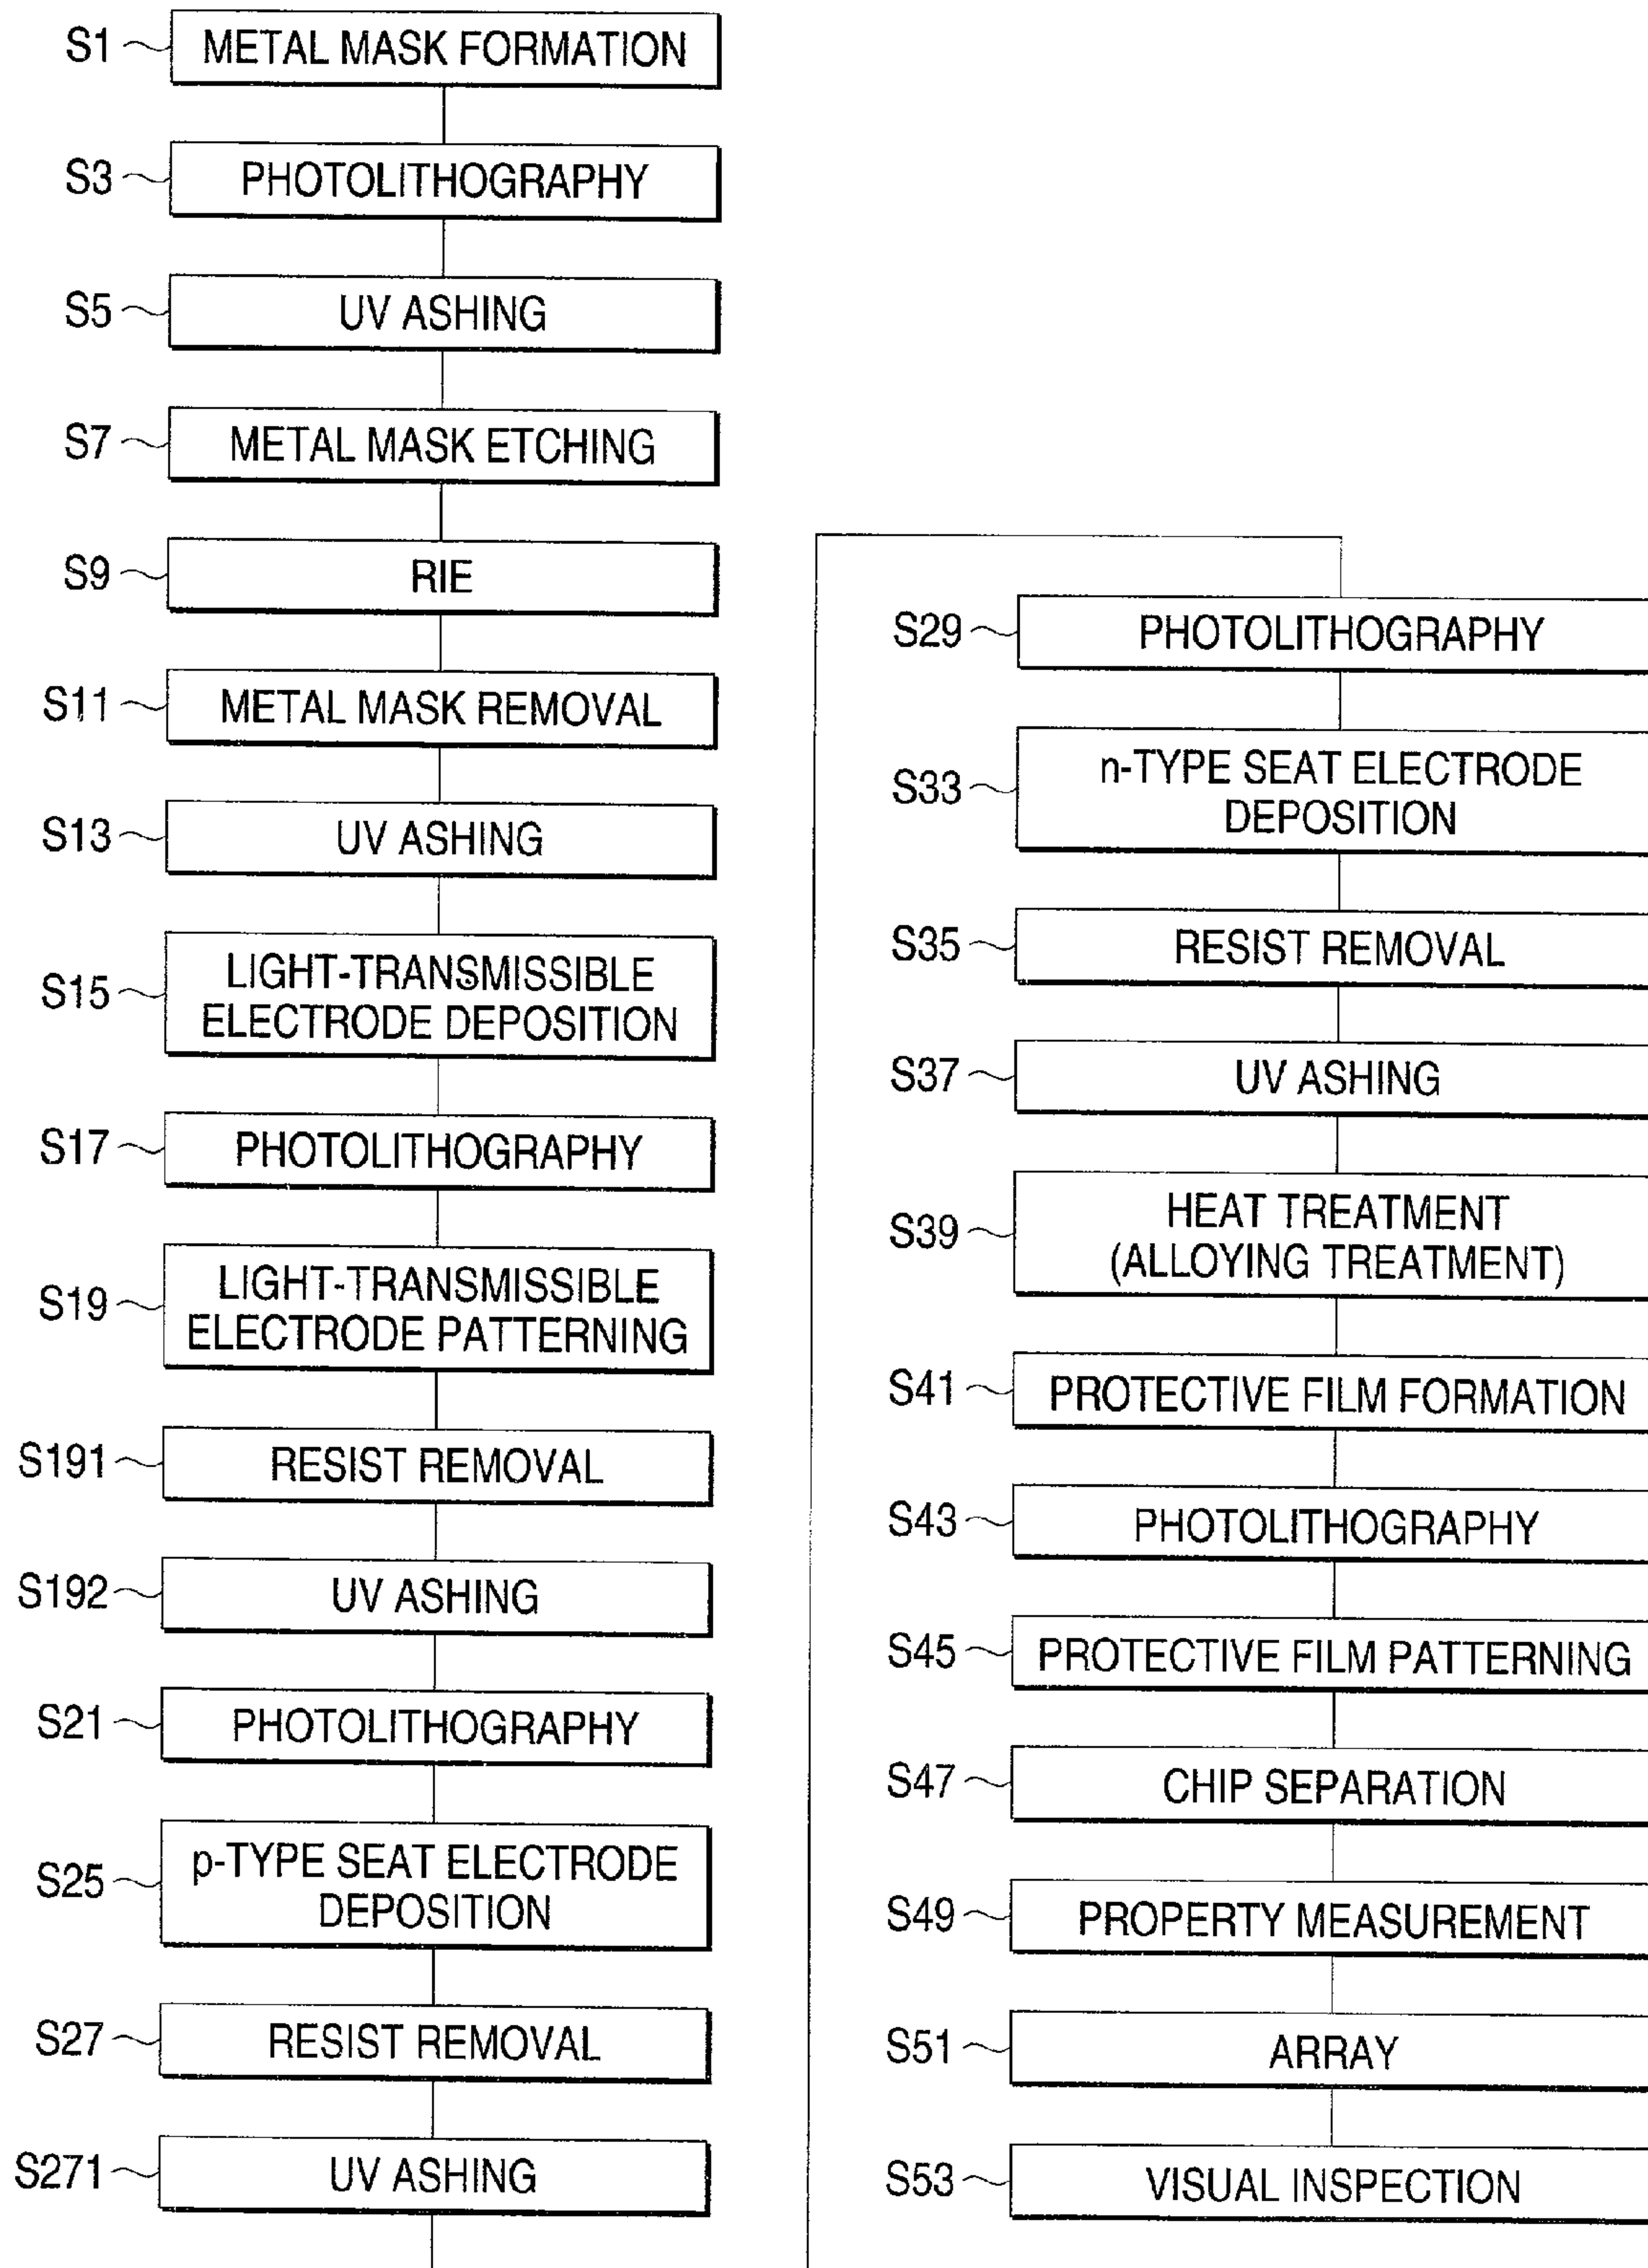 S1 METAL MASK FORMATION
S3 PHOTOLITHOGRAPHY
S5 UV ASHING
S7 METAL MASK ETCHING
S9 RIE
S11 METAL MASK REMOVAL
S13 UV ASHING
S15 LIGHT-TRANSMISSIBLE
ELECTRODE DEPOSITION
S17 PHOTOLITHOGRAPHY
S19 LIGHT-TRANSMISSIBLE
ELECTRODE PATTERNING
S191 RESIST REMOVAL
S192 UV ASHING
S21 PHOTOLITHOGRAPHY
S25 p-TYPE SEAT ELECTRODE
DEPOSITION
S27 RESIST REMOVAL
S271 UV ASHING
S29 PHOTOLITHOGRAPHY
S33 n-TYPE SEAT ELECTRODE
DEPOSITION
S35 RESIST REMOVAL
S37 UV ASHING
S39 HEAT TREATMENT
(ALLOYING TREATMENT)
S41 PROTECTIVE FILM FORMATION
S43 PHOTOLITHOGRAPHY
S45 PROTECTIVE FILM PATTERNING
S47 CHIP SEPARATION
S49 PROPERTY MEASUREMENT
S51 ARRAY
S53 VISUAL INSPECTION